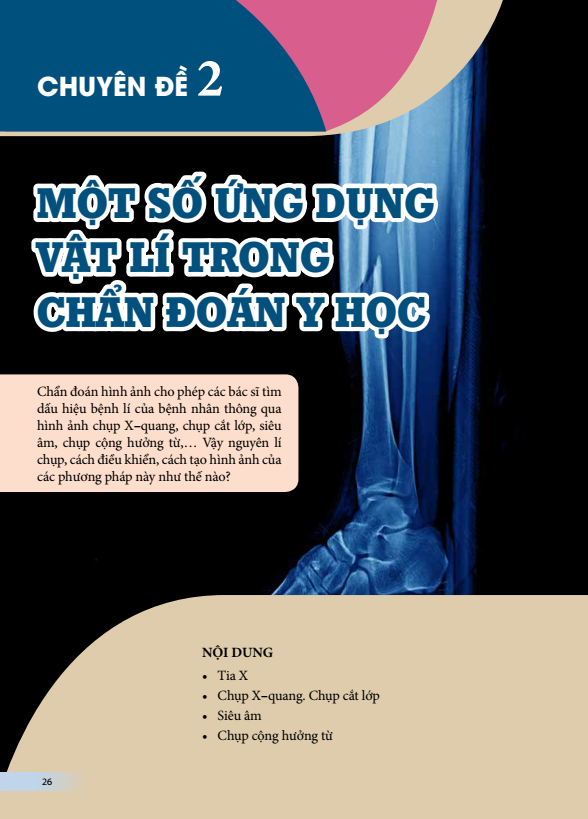 CHUYÊN ĐỀ 2
MỘT SỐ ỨNG DỤNG
VẬT LÍ TRONG
CHẨN ĐOÁN Y HỌC
Chẩn đoán hình ảnh cho phép các bác sĩ tìm
dấu hiệu bệnh lí của bệnh nhân thông qua
hình ảnh chụp X–quang, chụp cắt lớp, siêu
âm, chụp cộng hưởng từ,… Vậy nguyên lí
chụp, cách điều khiển, cách tạo hình ảnh của
các phương pháp này như thế nào?
NỘI DUNG
• Tia X
• Chụp X–quang. Chụp cắt lớp
• Siêu âm
• Chụp cộng hưởng từ
26